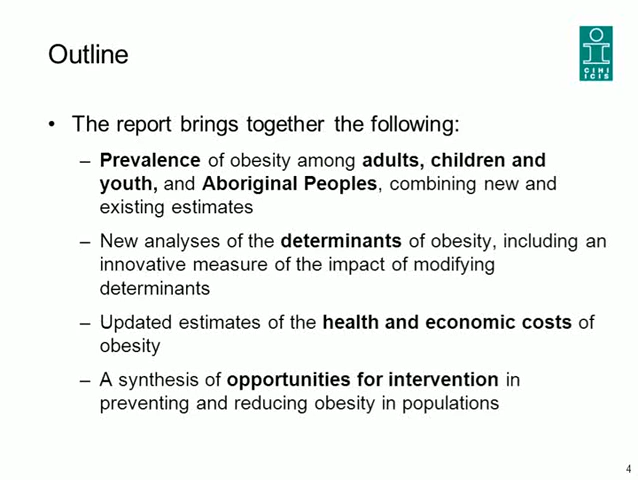 Outline
CIHI
ICIS
• The report brings together the following:
– Prevalence of obesity among adults, children and
youth, and Aboriginal Peoples, combining new and
existing estimates
– New analyses of the determinants of obesity, including an
innovative measure of the impact of modifying
determinants
– Updated estimates of the health and economic costs of
obesity
– A synthesis of opportunities for intervention in
preventing and reducing obesity in populations
4